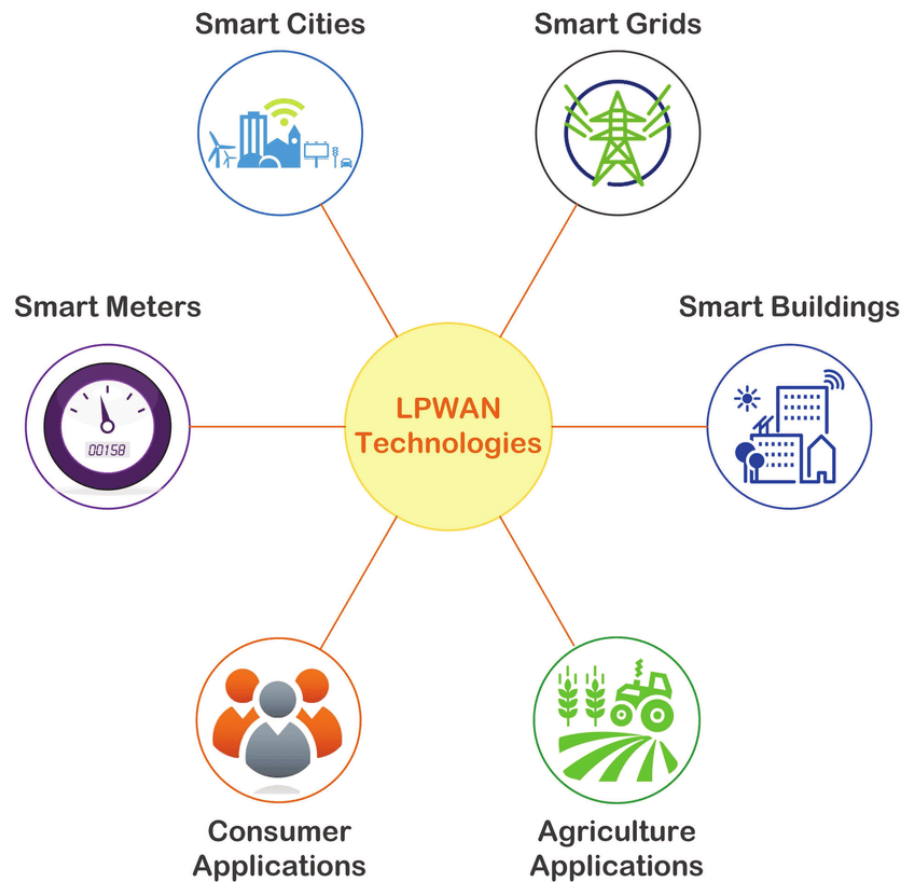 Smart Cities
Smart Grids
Smart Meters
Smart Buildings
00158
LPWAN
Technologies
Consumer
Applications
Agriculture
Applications